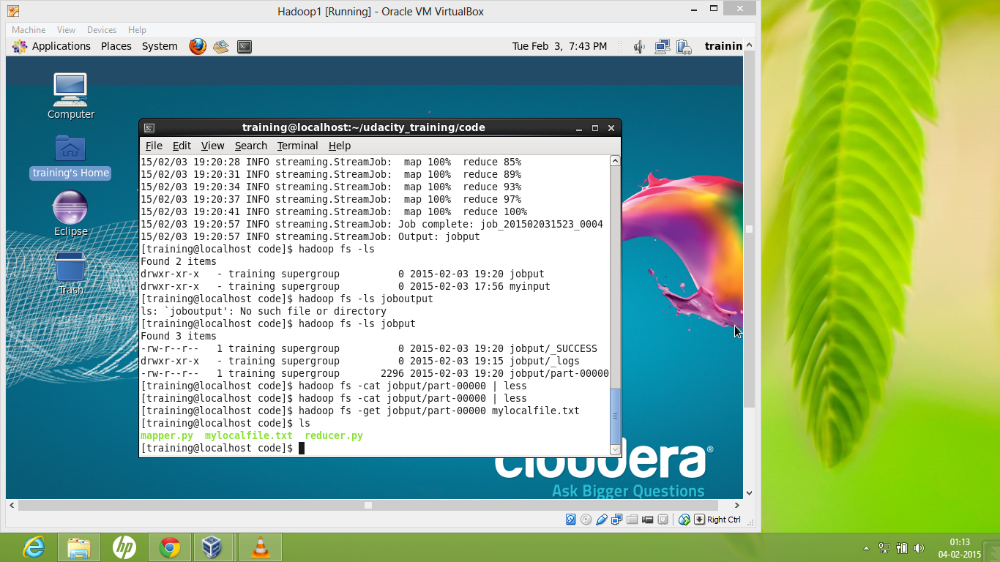 Hadoop1 [Running] - Oracle VM VirtualBox
Machine View Devices Help
Applications Places System Tue Feb 3, 7:43 PM trainin
Computer
training's Home
Eclipse
Trash
training@localhost:~/udacity_training/code
File Edit View Search Terminal Help
15/02/03 19:20:28 INFO streaming.StreamJob:  map 100%  reduce 85%
15/02/03 19:20:31 INFO streaming.StreamJob:  map 100%  reduce 89%
15/02/03 19:20:34 INFO streaming.StreamJob:  map 100%  reduce 93%
15/02/03 19:20:37 INFO streaming.StreamJob:  map 100%  reduce 97%
15/02/03 19:20:41 INFO streaming.StreamJob:  map 100%  reduce 100%
15/02/03 19:20:57 INFO streaming.StreamJob: Job complete: job_201502031523_0004
15/02/03 19:20:57 INFO streaming.StreamJob: Output: jobput
[training@localhost code]$ hadoop fs -ls
Found 2 items
drwxr-xr-x   - training supergroup          0 2015-02-03 19:20 jobput
drwxr-xr-x   - training supergroup          0 2015-02-03 17:56 myinput
[training@localhost code]$ hadoop fs -ls joboutput
ls: `joboutput': No such file or directory
[training@localhost code]$ hadoop fs -ls jobput
Found 3 items
-rw-r--r--   1 training supergroup          0 2015-02-03 19:20 jobput/_SUCCESS
drwxr-xr-x   - training supergroup          0 2015-02-03 19:15 jobput/_logs
-rw-r--r--   1 training supergroup       2296 2015-02-03 19:20 jobput/part-00000
[training@localhost code]$ hadoop fs -cat jobput/part-00000 | less
[training@localhost code]$ hadoop fs -cat jobput/part-00000 | less
[training@localhost code]$ hadoop fs -get jobput/part-00000 mylocalfile.txt
[training@localhost code]$ ls
mapper.py  mylocalfile.txt  reducer.py
[training@localhost code]$
cloudera®
Ask Bigger Questions
Right Ctrl
hp
01:13
04-02-2015